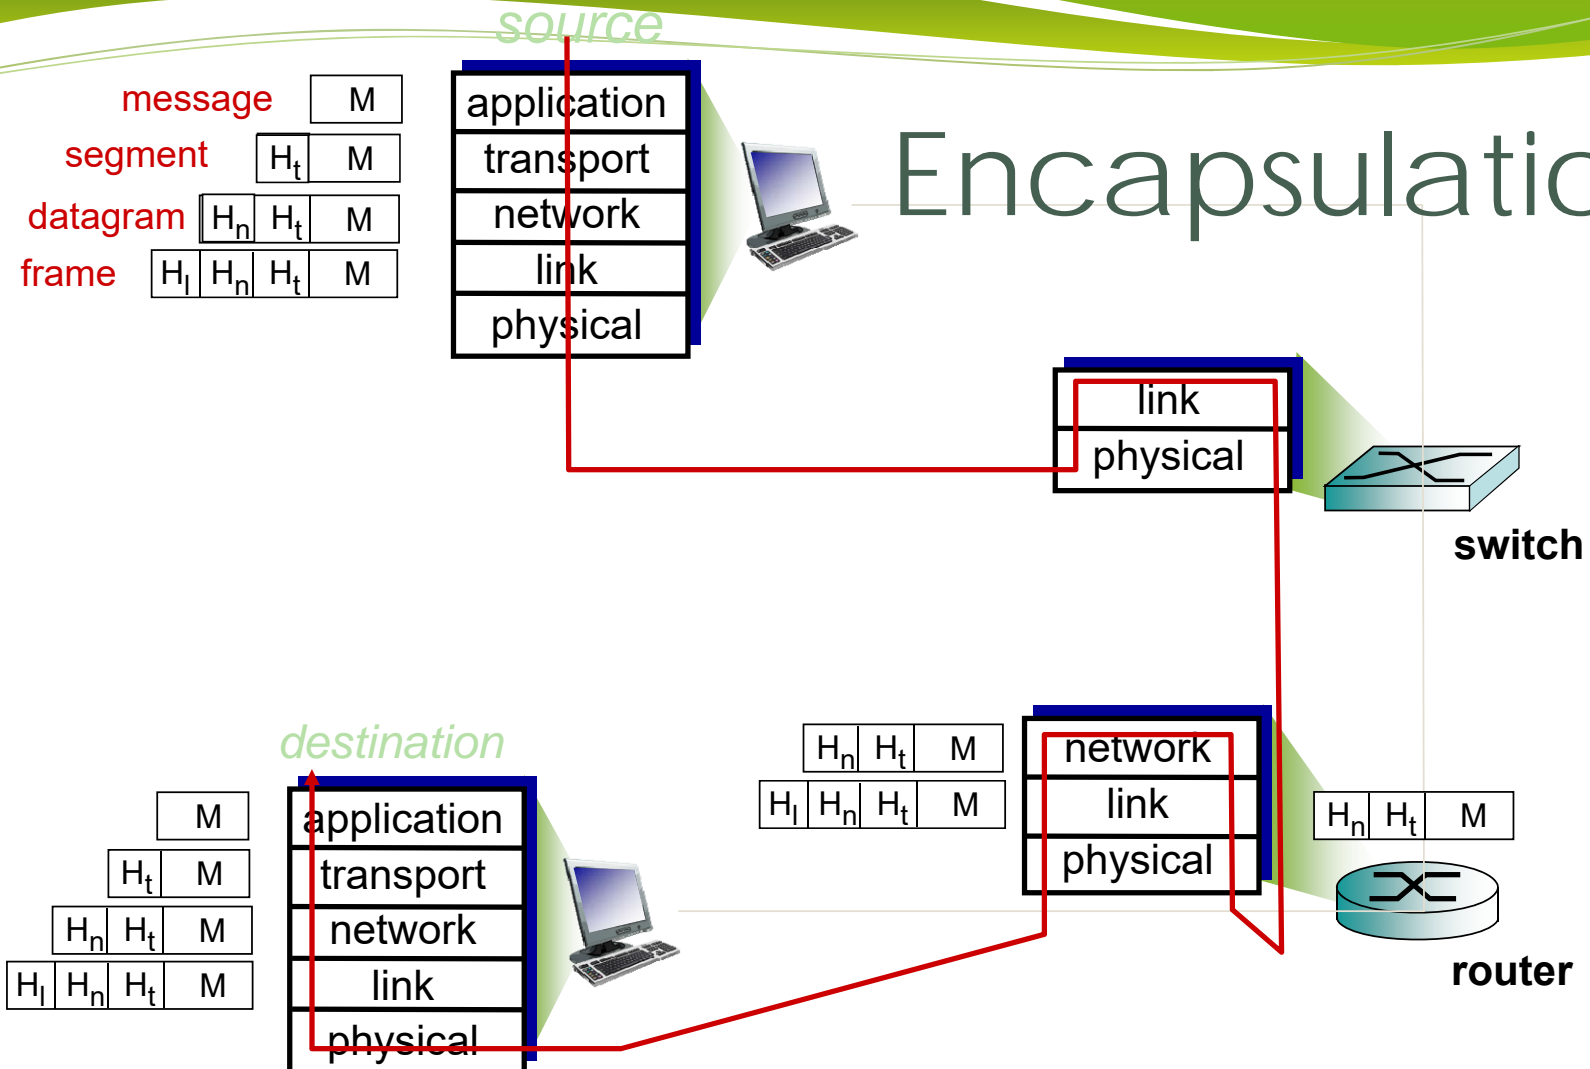 source
message M
segment Ht M
datagram Hn Ht M
frame Hl Hn Ht M
application
transport
network
link
physical
Encapsulatio
link
physical
switch
destination
M
Ht M
Hn Ht M
Hl Hn Ht M
application
transport
network
link
physical
Hn Ht M
Hl Hn Ht M
network
link
physical
Hn Ht M
router